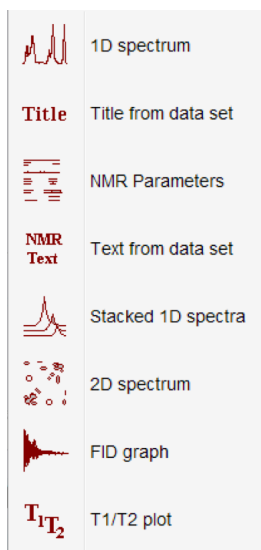 1D spectrum
Title Title from data set
NMR Parameters
NMR
Text Text from data set
Stacked 1D spectra
2D spectrum
FID graph
T1T2 T1/T2 plot